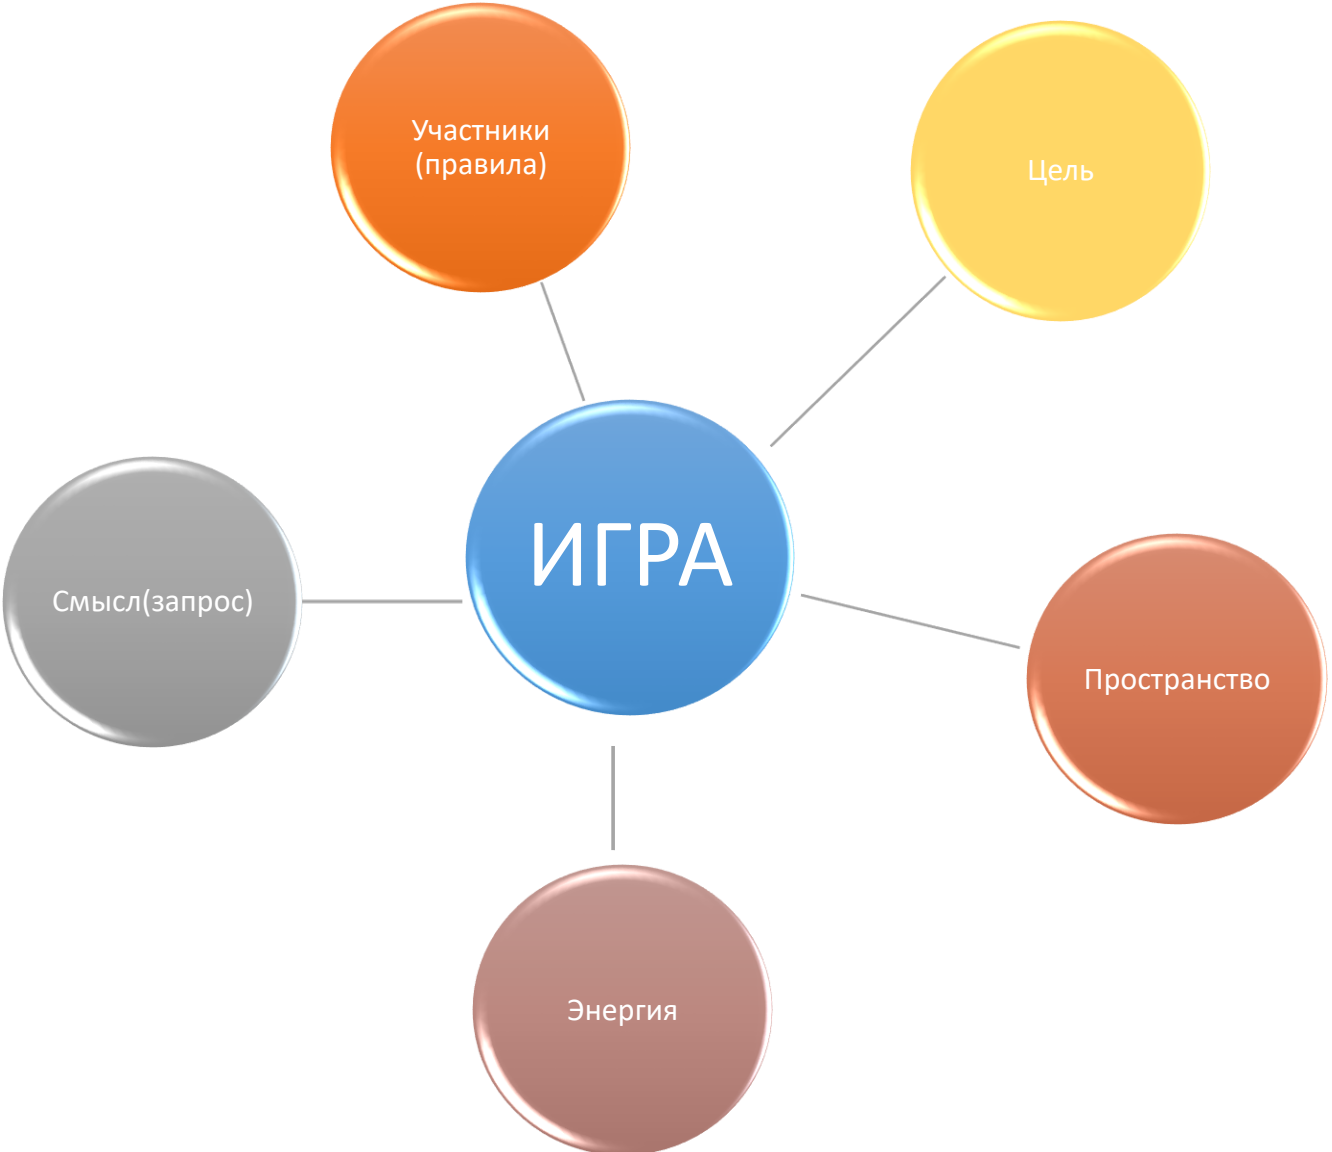 Участники
(правила)
Цель
ИГРА
Смысл(запрос)
Пространство
Энергия